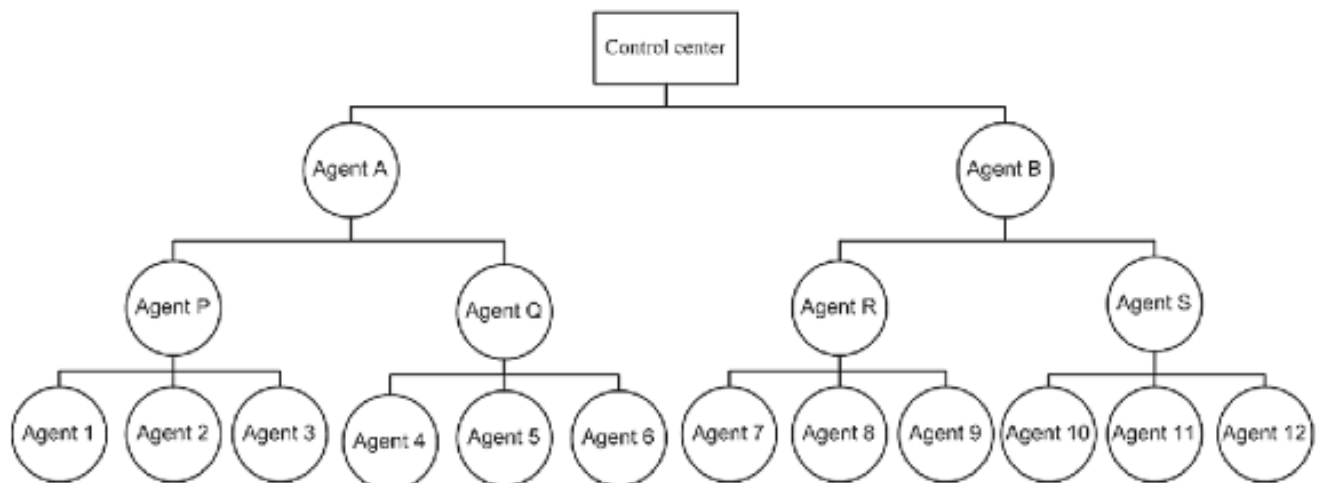 Control center
Agent A
Agent B
Agent P
Agent Q
Agent R
Agent S
Agent 1
Agent 2
Agent 3
Agent 4
Agent 5
Agent 6
Agent 7
Agent 8
Agent 9
Agent 10
Agent 11
Agent 12